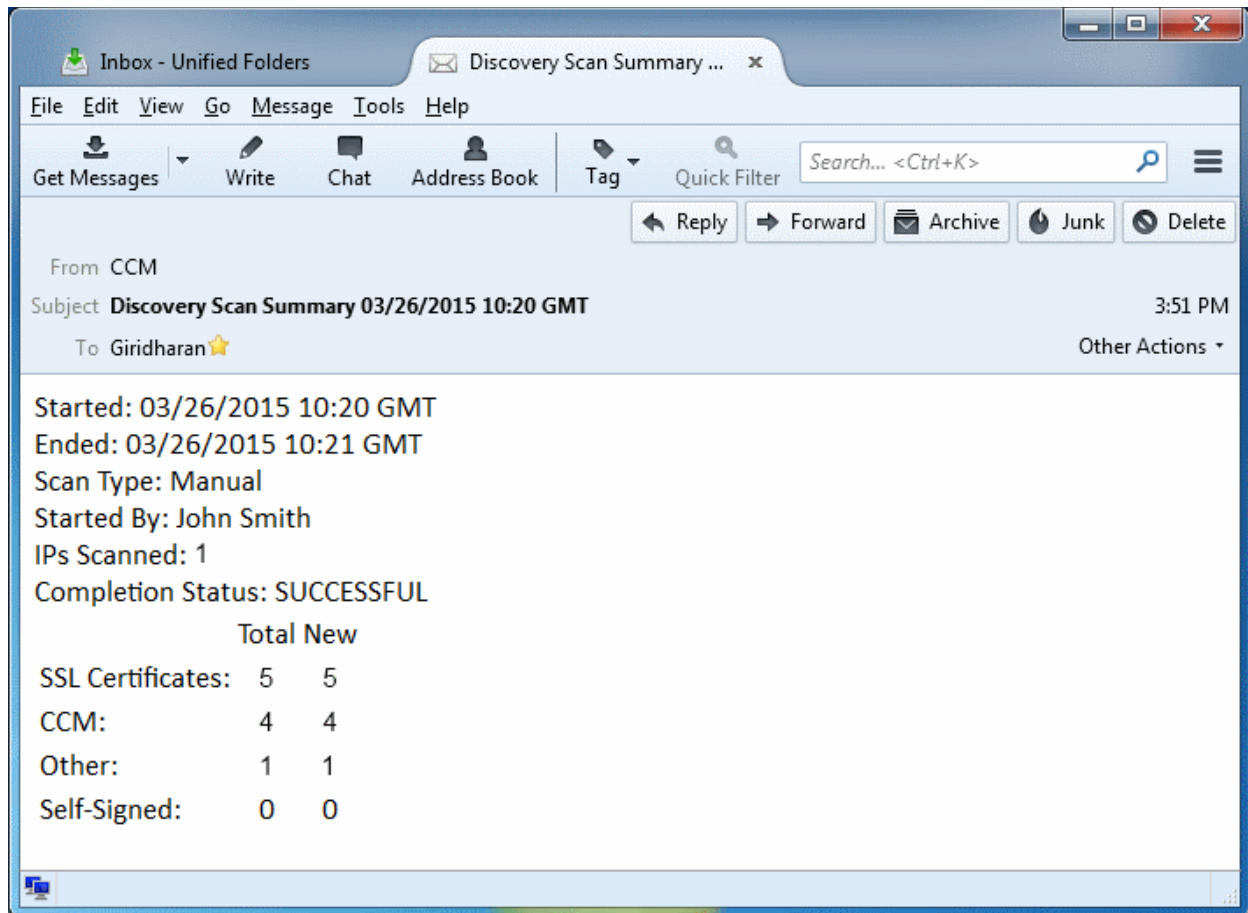 Inbox - Unified Folders
Discovery Scan Summary ...
File Edit View Go Message Tools Help
Get Messages Write Chat Address Book Tag Quick Filter Search... <Ctrl+K>
Reply Forward Archive Junk Delete
From CCM
Subject Discovery Scan Summary 03/26/2015 10:20 GMT 3:51 PM
To Giridharan Other Actions
Started: 03/26/2015 10:20 GMT
Ended: 03/26/2015 10:21 GMT
Scan Type: Manual
Started By: John Smith
IPs Scanned: 1
Completion Status: SUCCESSFUL
Total New
SSL Certificates: 5 5
CCM: 4 4
Other: 1 1
Self-Signed: 0 0